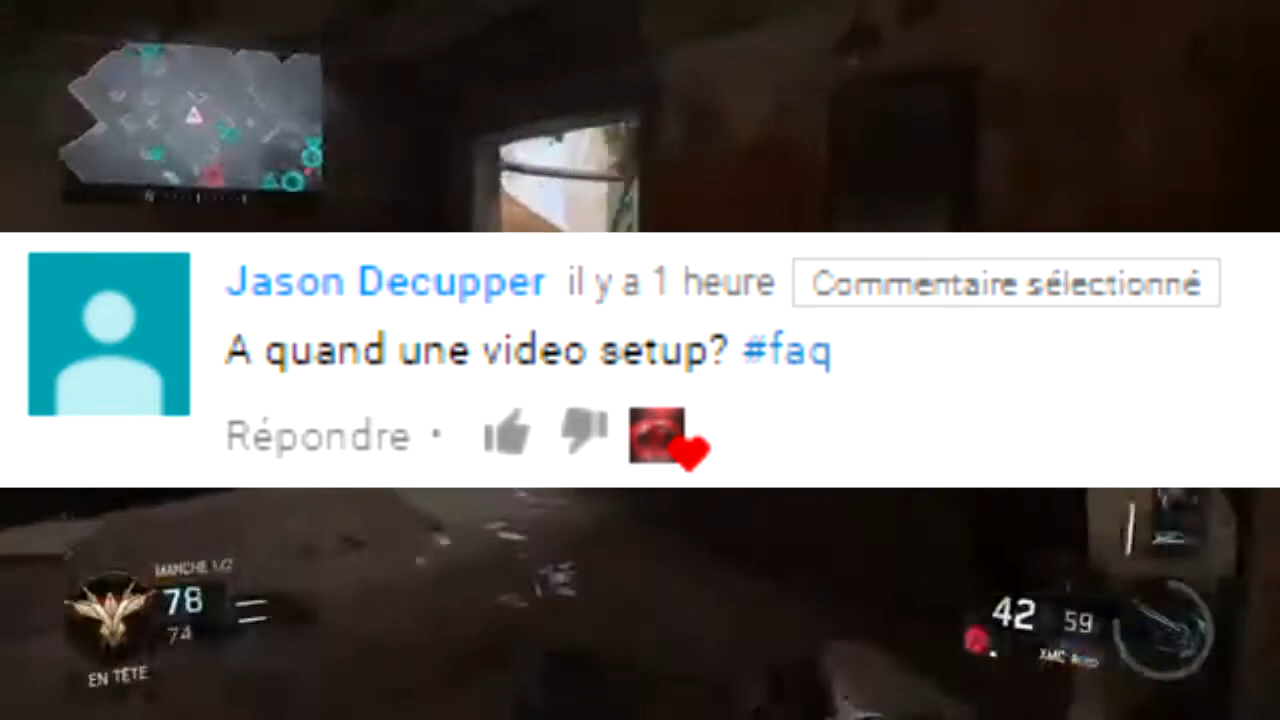 Jason Decupper il y a 1 heure Commentaire sélectionné
A quand une video setup? #faq
Répondre •
MANCHE 1/2
78
74
EN TÊTE
42 59